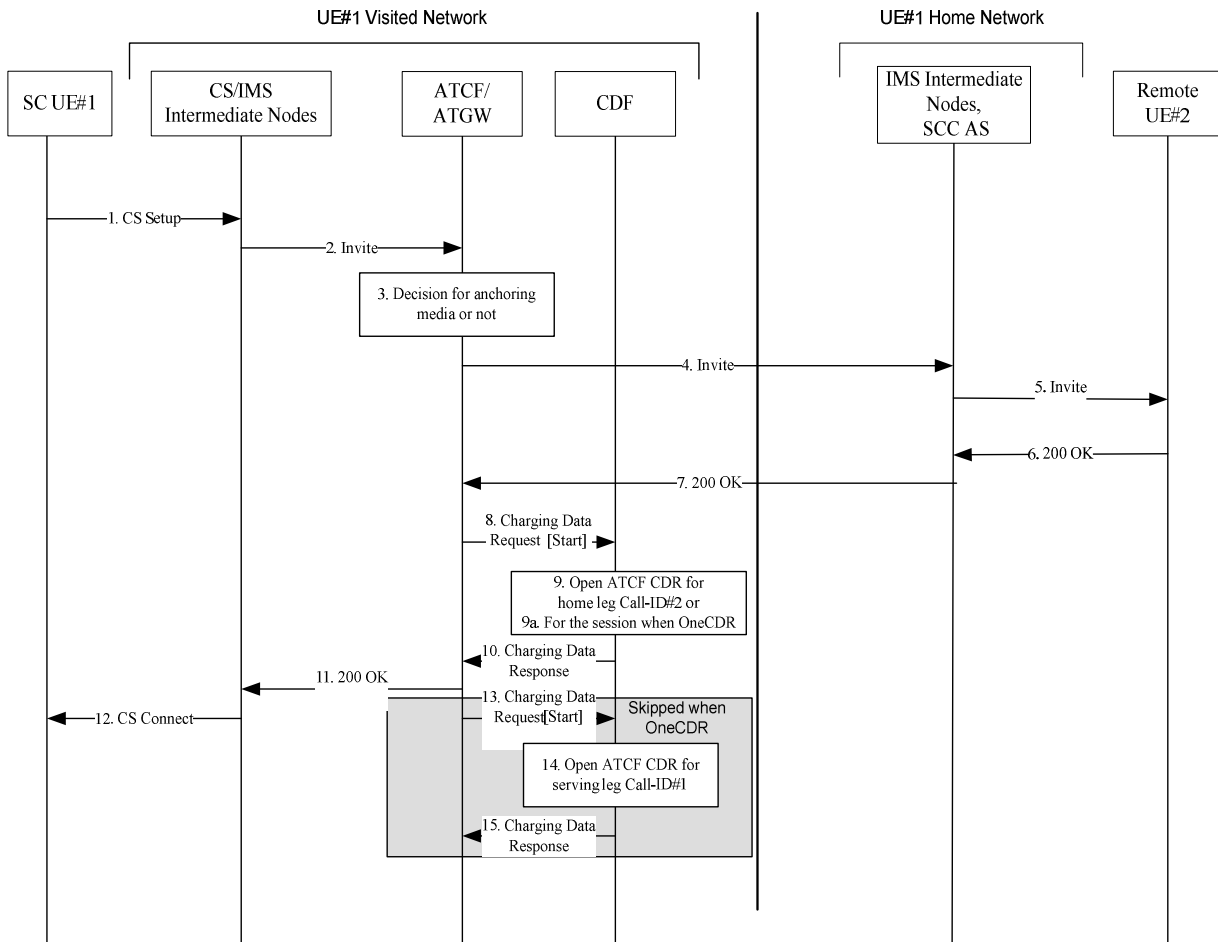 UE#1 Visited Network
UE#1 Home Network
SC UE#1
CS/IMS
Intermediate Nodes
ATCF/
ATGW
CDF
IMS Intermediate
Nodes,
SCC AS
Remote
UE#2
1. CS Setup
2. Invite
3. Decision for anchoring
media or not
4. Invite
5. Invite
6. 200 OK
7. 200 OK
8. Charging Data
Request [Start]
9. Open ATCF CDR for
home leg Call-ID#2 or
9a. For the session when OneCDR
10. Charging Data
Response
11. 200 OK
12. CS Connect
13. Charging Data
Request[Start]
Skipped when
OneCDR
14. Open ATCF CDR for
serving leg Call-ID#1
15. Charging Data
Response